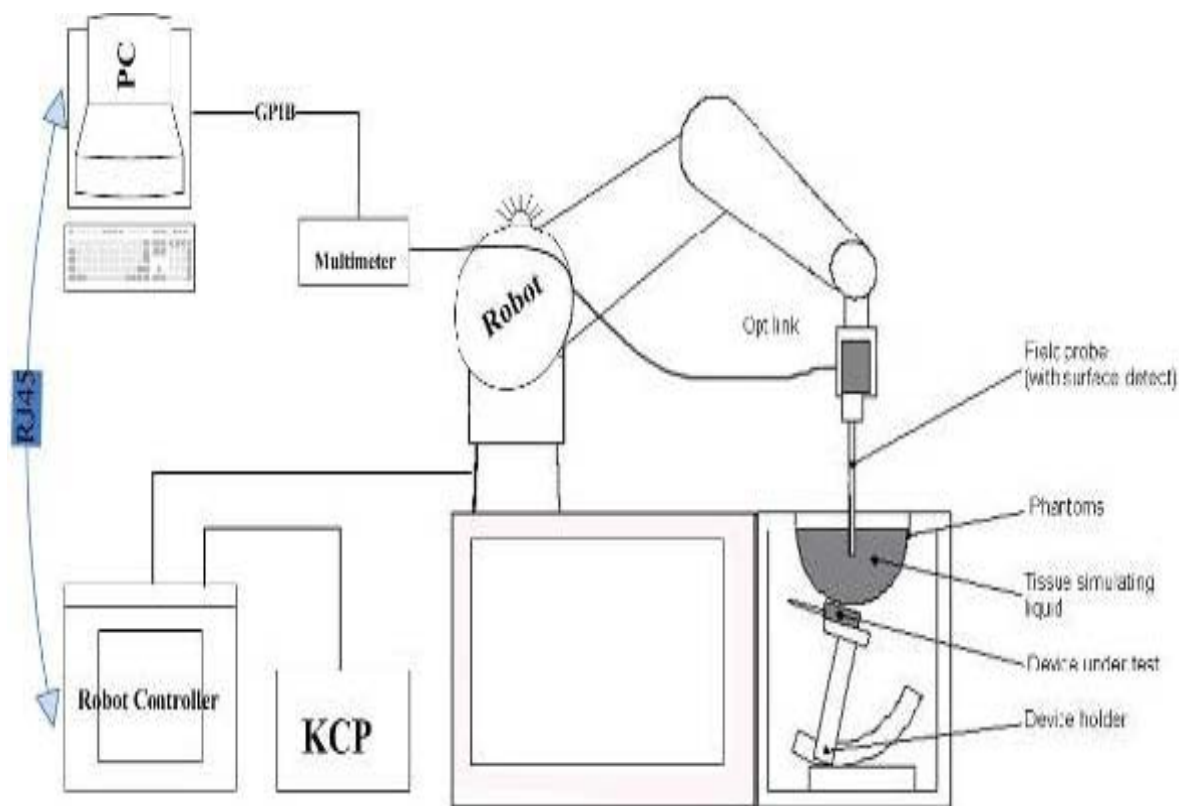 PC
GPIB
Multimeter
Robot
Opt link
Field probe
(with surface detect)
Phantoms
Tissue simulating
liquid
Device under test
Device holder
RJ45
Robot Controller
KCP